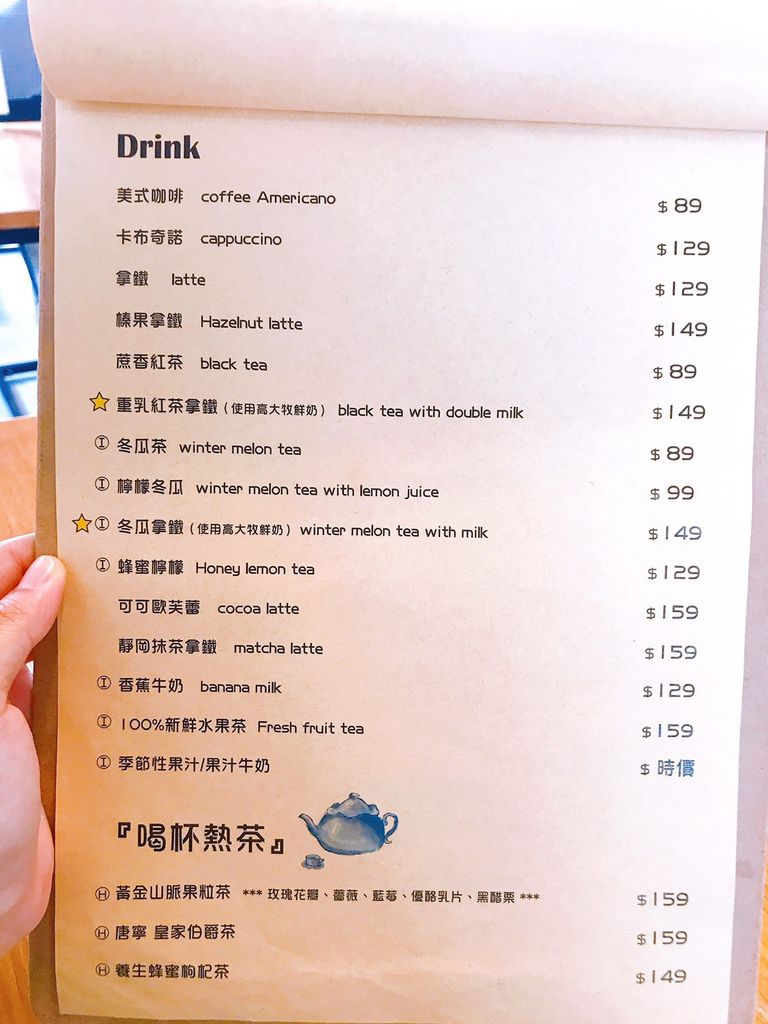 Drink
美式咖啡 coffee Americano $ 89
卡布奇諾 cappuccino $129
拿鐵 latte $129
榛果拿鐵 Hazelnut latte $149
蔗香紅茶 black tea $ 89
重乳紅茶拿鐵 (使用高大牧鮮奶) black tea with double milk $149
Ⓘ 冬瓜茶 winter melon tea $ 89
Ⓘ 檸檬冬瓜 winter melon tea with lemon juice $ 99
Ⓘ 冬瓜拿鐵 (使用高大牧鮮奶) winter melon tea with milk $149
Ⓘ 蜂蜜檸檬 Honey lemon tea $129
可可歐芙蕾 cocoa latte $159
靜岡抹茶拿鐵 matcha latte $159
Ⓘ 香蕉牛奶 banana milk $129
Ⓘ 100%新鮮水果茶 Fresh fruit tea $159
Ⓘ 季節性果汁/果汁牛奶 $ 時價
『喝杯熱茶』
Ⓗ 黃金山脈果粒茶 *** 玫瑰花瓣、薔薇、藍莓、優酪乳片、黑醋栗 *** $159
Ⓗ 唐寧 皇家伯爵茶 $159
Ⓗ 養生蜂蜜枸杞茶 $149